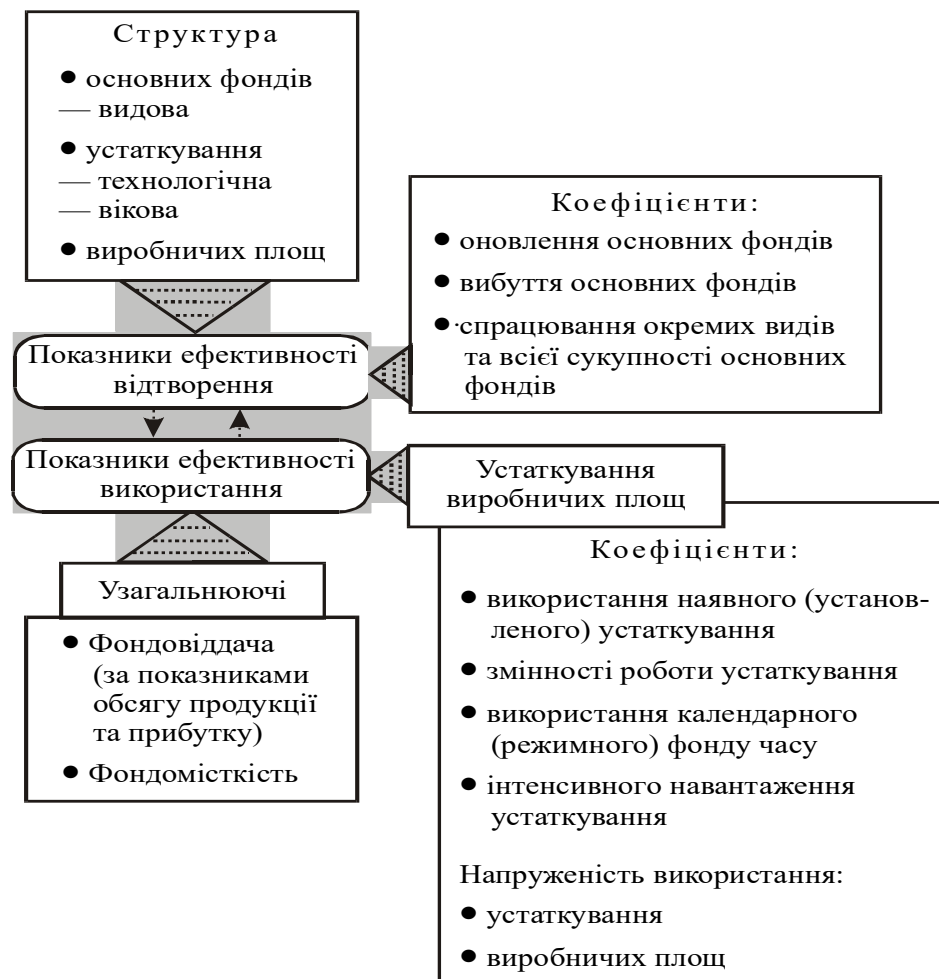 Структура
● основних фондів
— видова
● устаткування
— технологічна
— вікова
● виробничих площ
Коефіцієнти:
● оновлення основних фондів
● вибуття основних фондів
● спрацювання окремих видів
та всієї сукупності основних
фондів
Показники ефективності
відтворення
Показники ефективності
використання
Устаткування
виробничих площ
Узагальнюючі
● Фондовіддача
(за показниками
обсягу продукції
та прибутку)
● Фондомісткість
Коефіцієнти:
● використання наявного (установ-
леного) устаткування
● змінності роботи устаткування
● використання календарного
(режимного) фонду часу
● інтенсивного навантаження
устаткування
Напруженість використання:
● устаткування
● виробничих площ